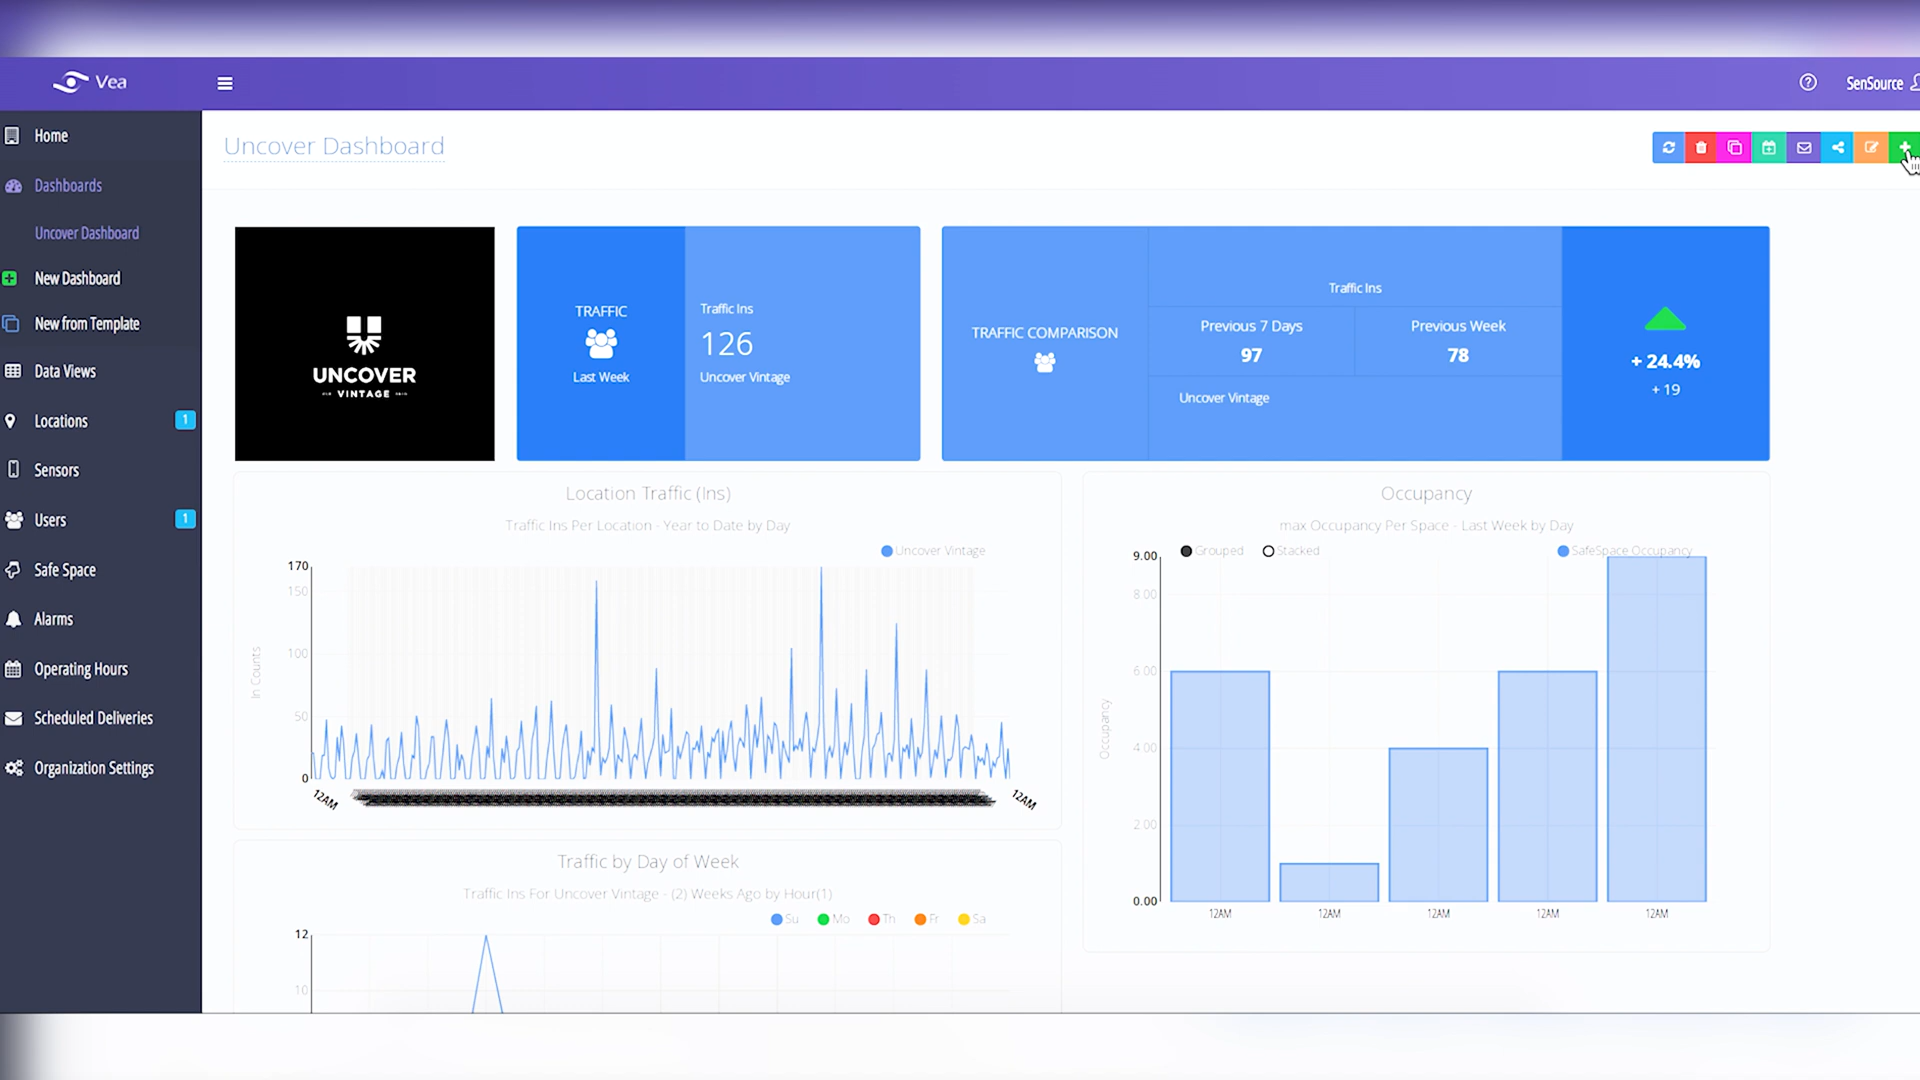 Vea
SenSource
Home
Dashboards
Uncover Dashboard
New Dashboard
New from Template
Data Views
Locations 1
Sensors
Users 1
Safe Space
Alarms
Operating Hours
Scheduled Deliveries
Organization Settings
Uncover Dashboard
UNCOVER
VINTAGE
TRAFFIC
Last Week
Traffic Ins
126
Uncover Vintage
TRAFFIC COMPARISON
Traffic Ins
Previous 7 Days
97
Previous Week
78
Uncover Vintage
+ 24.4%
+ 19
Location Traffic (Ins)
Traffic Ins Per Location - Year to Date by Day
Uncover Vintage
170
150
100
50
0
In Counts
12AM
12AM
Occupancy
max Occupancy Per Space - Last Week by Day
Grouped Stacked SafeSpace Occupancy
9.00
8.00
6.00
4.00
2.00
0.00
Occupancy
12AM 12AM 12AM 12AM 12AM
Traffic by Day of Week
Traffic Ins For Uncover Vintage - (2) Weeks Ago by Hour(1)
Su Mo Th Fr Sa
12
10